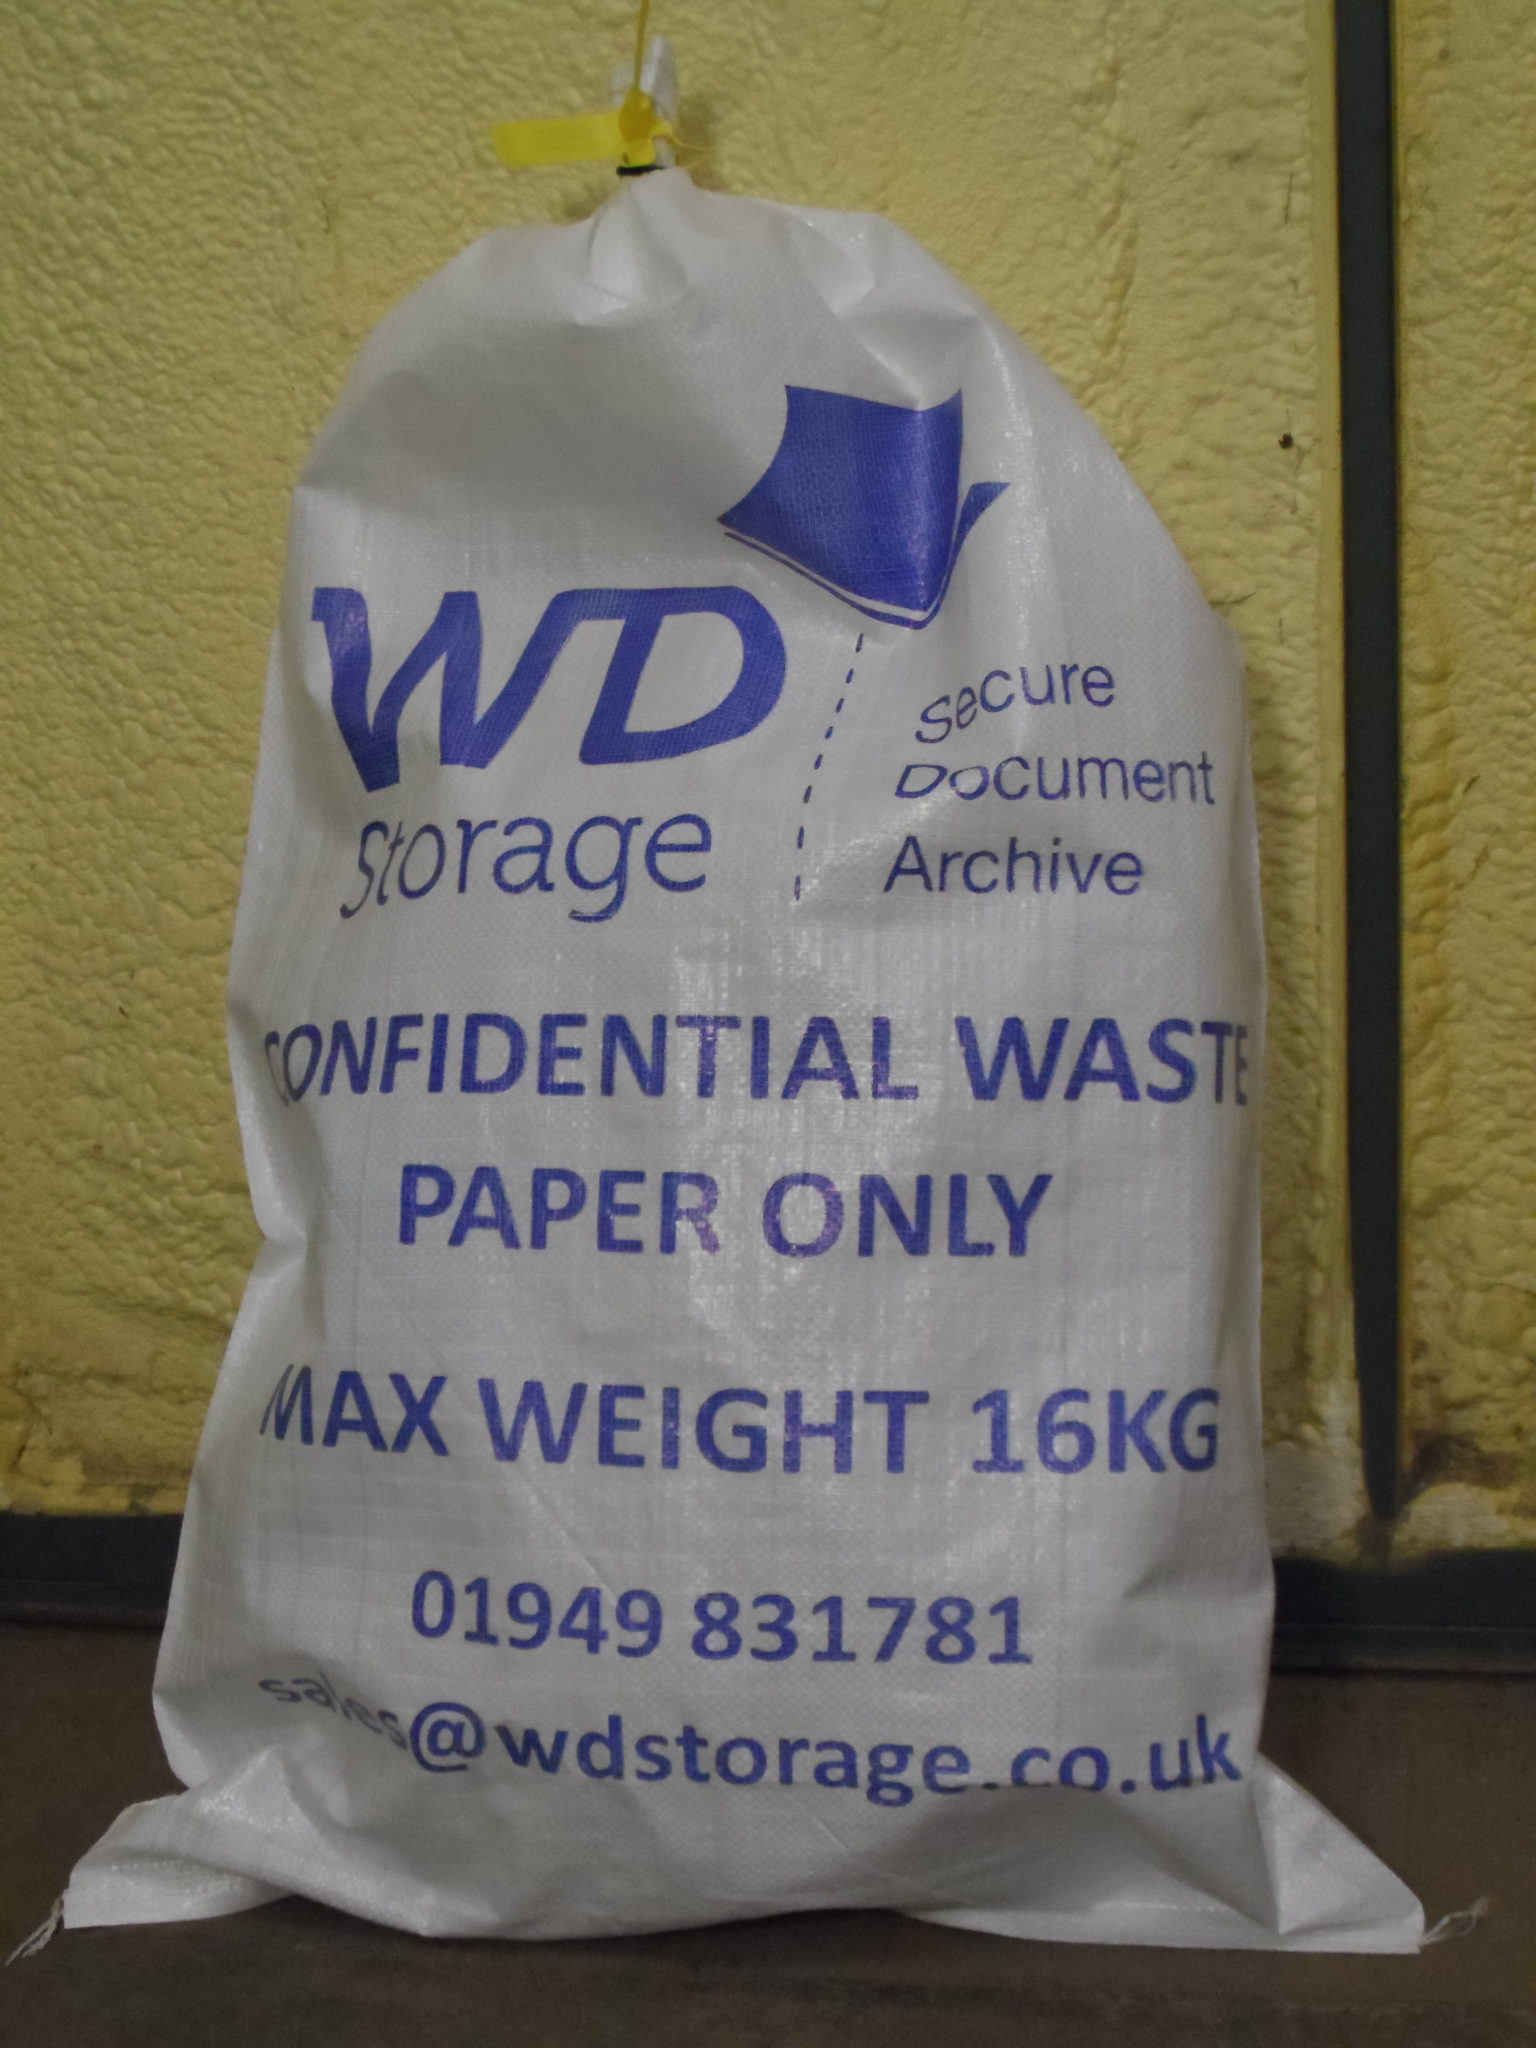 WD
Storage
Secure
Document
Archive
CONFIDENTIAL WASTE
PAPER ONLY
MAX WEIGHT 16KG
01949 831781
sales@wdstorage.co.uk